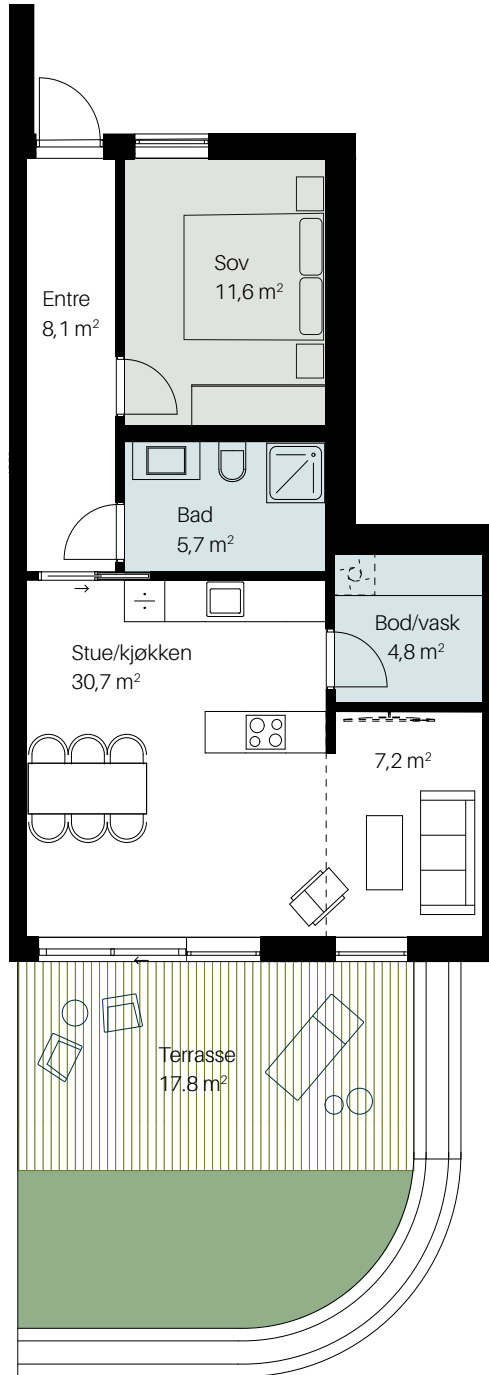 Sov
11,6 m²
Entre
8,1 m²
Bad
5,7 m²
Bod/vask
4,8 m²
Stue/kjøkken
30,7 m²
7,2 m²
Terrasse
17.8 m²